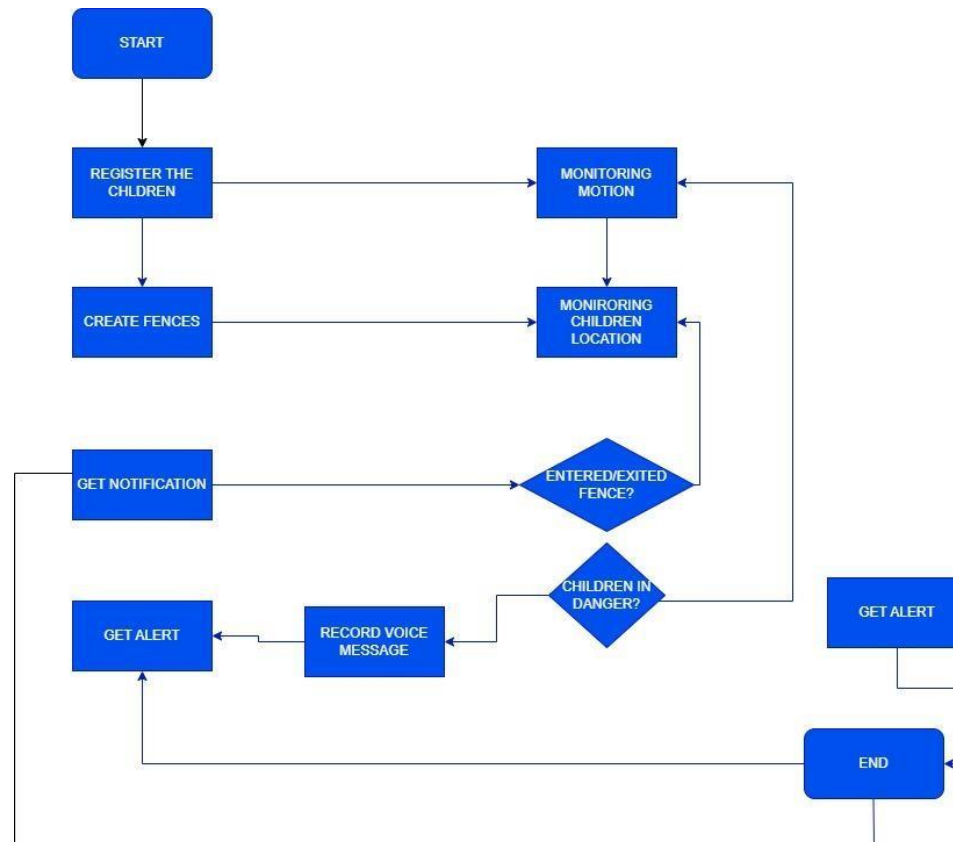 START
REGISTER THE
CHLDREN
MONITORING
MOTION
CREATE FENCES
MONIRORING
CHILDREN
LOCATION
GET NOTIFICATION
ENTERED/EXITED
FENCE?
CHILDREN IN
DANGER?
GET ALERT
RECORD VOICE
MESSAGE
GET ALERT
END